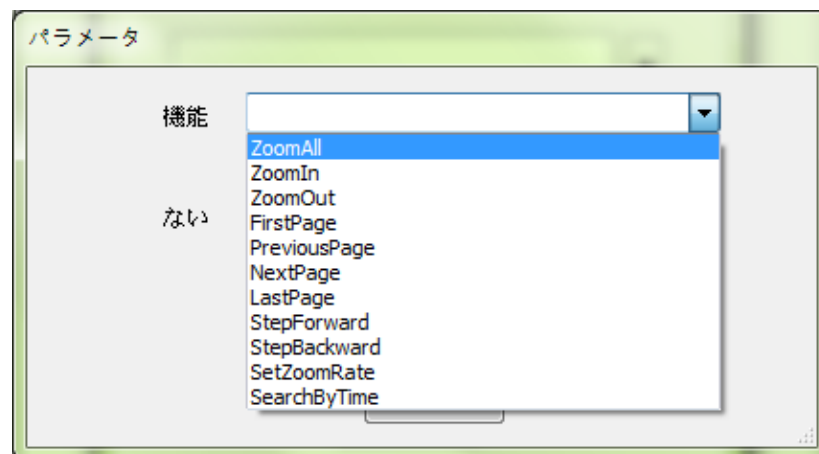 パラメータ
機能
ZoomAll
ZoomIn
ZoomOut
ない
FirstPage
PreviousPage
NextPage
LastPage
StepForward
StepBackward
SetZoomRate
SearchByTime